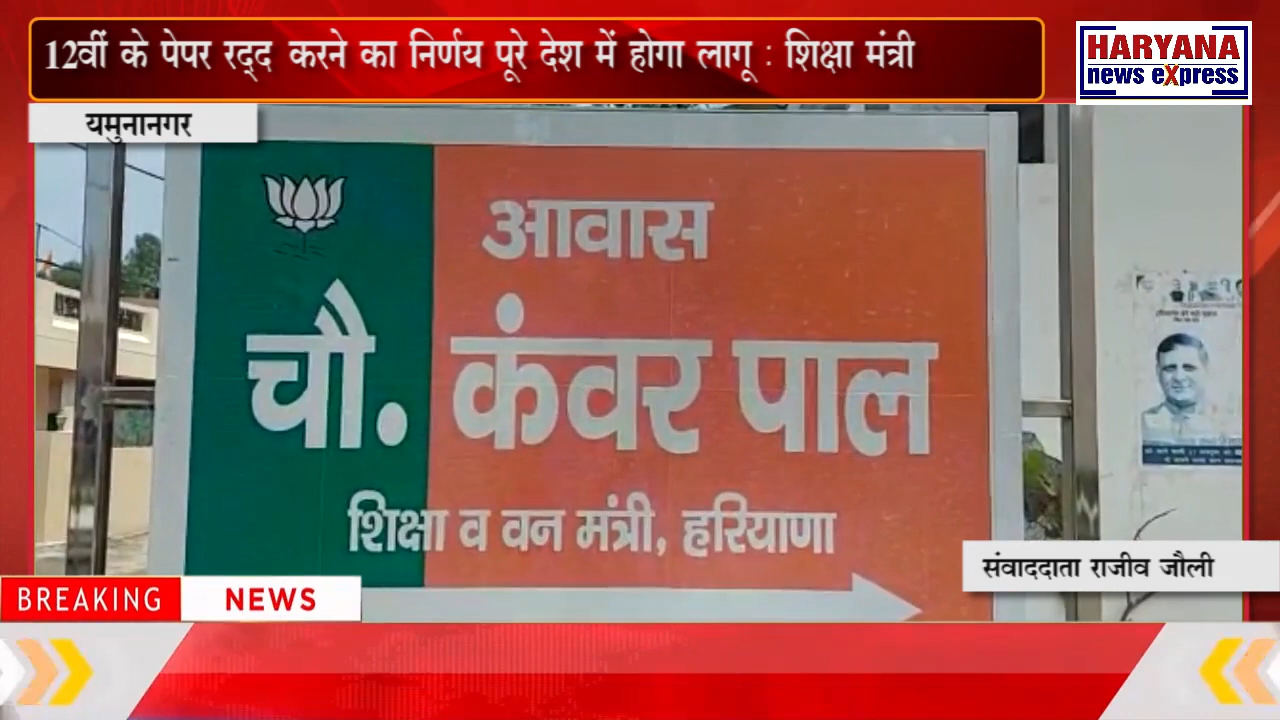 12वीं के पेपर रद्द करने का निर्णय पूरे देश में होगा लागू : शिक्षा मंत्री
HARYANA
news eXpress
यमुनानगर
आवास
चौ. कंवर पाल
शिक्षा व वन मंत्री, हरियाणा
संवाददाता राजीव जौली
BREAKING NEWS